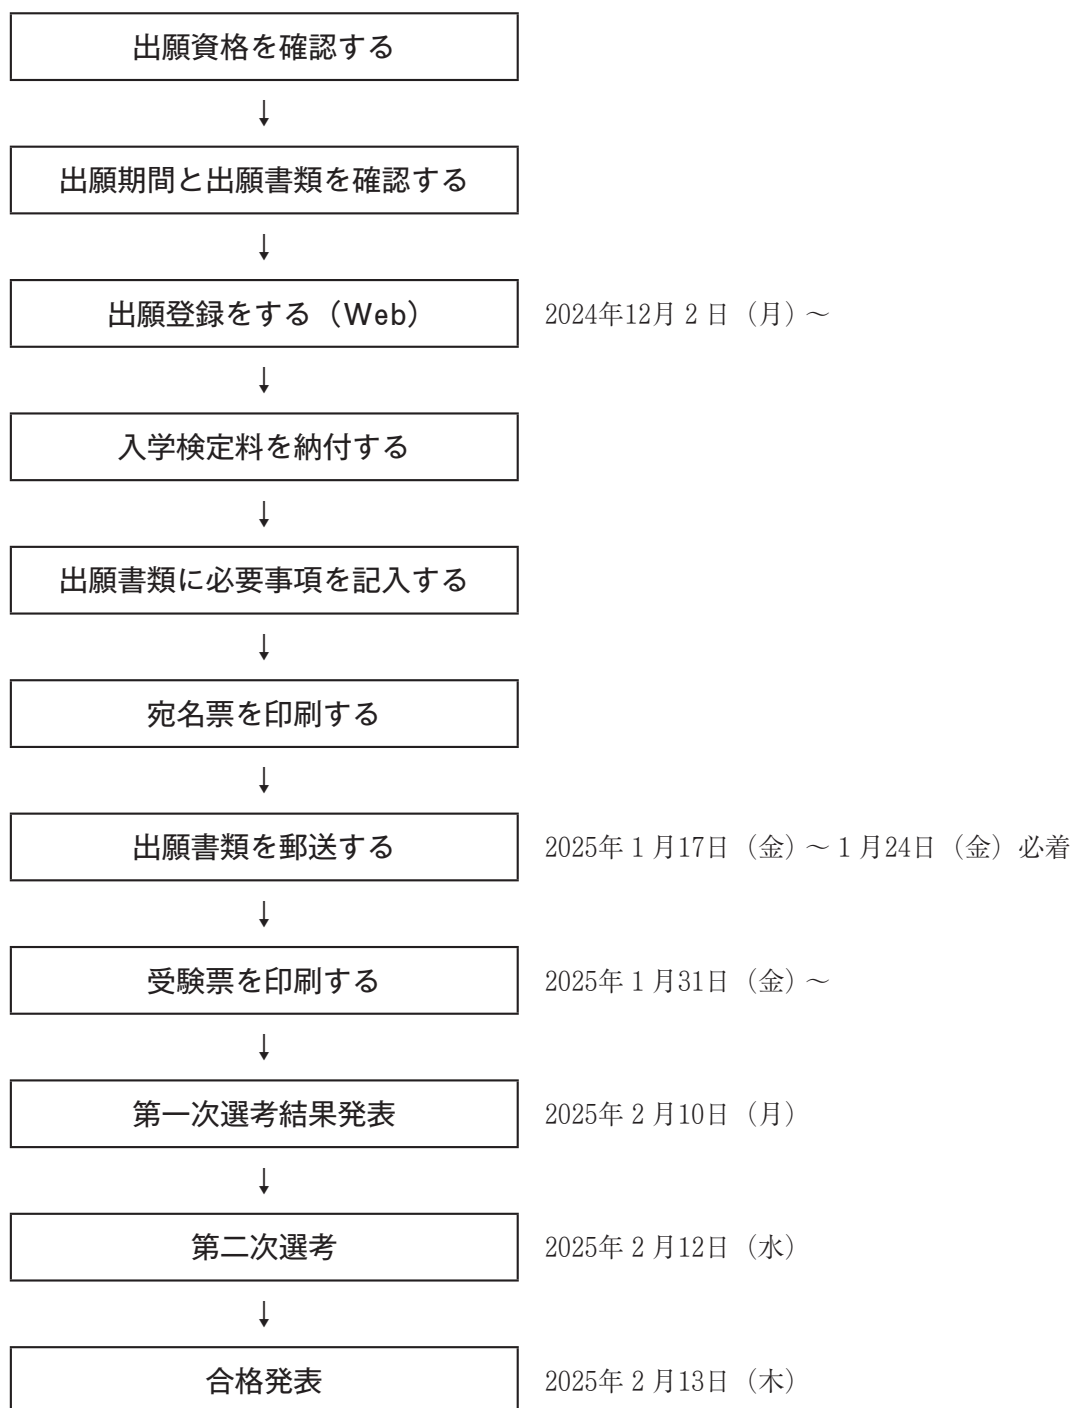 出願資格を確認する
↓
出願期間と出願書類を確認する
↓
出願登録をする（Web） 2024年12月2日（月）～
↓
入学検定料を納付する
↓
出願書類に必要事項を記入する
↓
宛名票を印刷する
↓
出願書類を郵送する 2025年1月17日（金）～1月24日（金）必着
↓
受験票を印刷する 2025年1月31日（金）～
↓
第一次選考結果発表 2025年2月10日（月）
↓
第二次選考 2025年2月12日（水）
↓
合格発表 2025年2月13日（木）